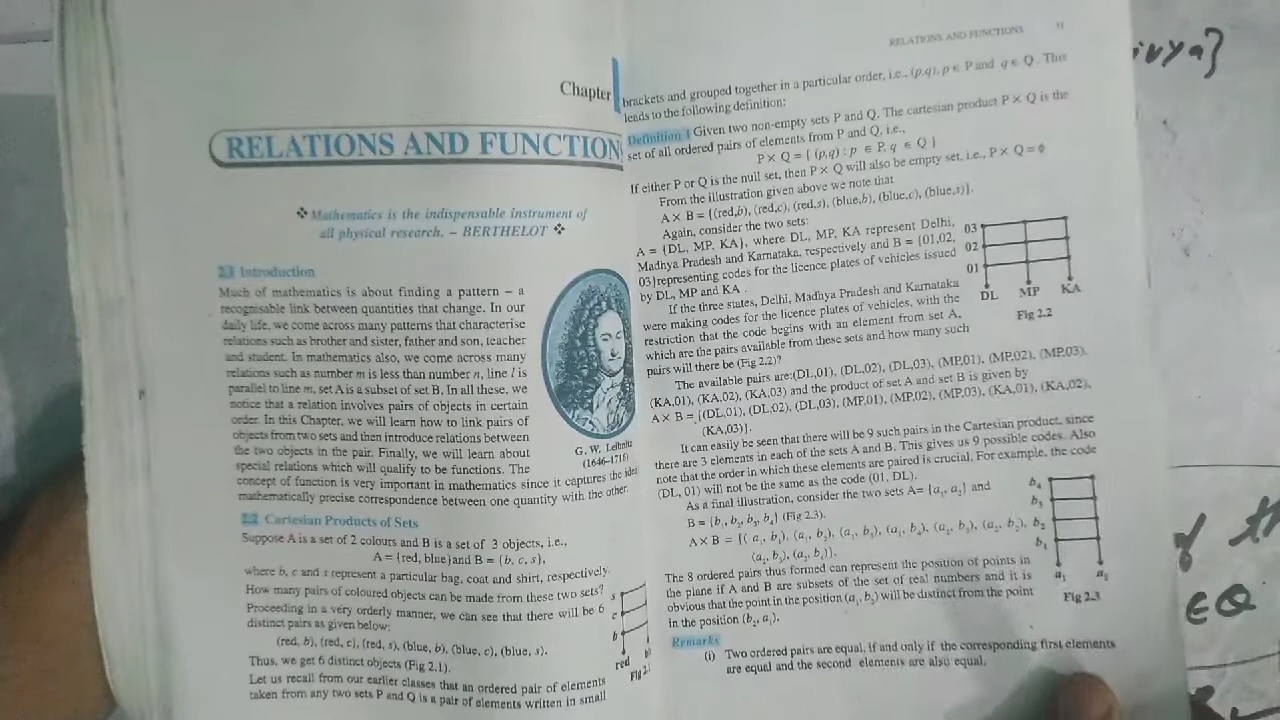 Chapter
RELATIONS AND FUNCTION
❖ Mathematics is the indispensable instrument of
all physical research. – BERTHELOT ❖
2.1 Introduction
Much of mathematics is about finding a pattern – a
recognisable link between quantities that change. In our
daily life, we come across many patterns that characterise
relations such as brother and sister, father and son, teacher
and student. In mathematics also, we come across many
relations such as number m is less than number n, line l is
parallel to line m, set A is a subset of set B. In all these, we
notice that a relation involves pairs of objects in certain
order. In this Chapter, we will learn how to link pairs of
objects from two sets and then introduce relations between
the two objects in the pair. Finally, we will learn about
special relations which will qualify to be functions. The
concept of function is very important in mathematics since it captures the idea
mathematically precise correspondence between one quantity with the other.
G. W. Leibnitz
(1646–1716)
2.2 Cartesian Products of Sets
Suppose A is a set of 2 colours and B is a set of 3 objects, i.e.,
A = {red, blue}and B = {b, c, s},
where b, c and s represent a particular bag, coat and shirt, respectively.
How many pairs of coloured objects can be made from these two sets?
Proceeding in a very orderly manner, we can see that there will be 6
distinct pairs as given below:
(red, b), (red, c), (red, s), (blue, b), (blue, c), (blue, s).
Thus, we get 6 distinct objects (Fig 2.1).
Let us recall from our earlier classes that an ordered pair of elements
taken from any two sets P and Q is a pair of elements written in small
s
c
b
red
Fig 2.1
RELATIONS AND FUNCTIONS 31
brackets and grouped together in a particular order, i.e., (p,q), p ∈ P and q ∈ Q . This
leads to the following definition:
Definition 1 Given two non-empty sets P and Q. The cartesian product P × Q is the
set of all ordered pairs of elements from P and Q, i.e.,
P × Q = { (p,q) : p ∈ P, q ∈ Q }
If either P or Q is the null set, then P × Q will also be empty set, i.e., P × Q = φ
From the illustration given above we note that
A × B = {(red,b), (red,c), (red,s), (blue,b), (blue,c), (blue,s)}.
Again, consider the two sets:
A = {DL, MP, KA}, where DL, MP, KA represent Delhi,
Madhya Pradesh and Karnataka, respectively and B = {01,02,
03}representing codes for the licence plates of vehicles issued
by DL, MP and KA .
If the three states, Delhi, Madhya Pradesh and Karnataka
were making codes for the licence plates of vehicles, with the
restriction that the code begins with an element from set A,
which are the pairs available from these sets and how many such
pairs will there be (Fig 2.2)?
03
02
01
DL MP KA
Fig 2.2
The available pairs are:(DL,01), (DL,02), (DL,03), (MP,01), (MP,02), (MP,03),
(KA,01), (KA,02), (KA,03) and the product of set A and set B is given by
A × B = {(DL,01), (DL,02), (DL,03), (MP,01), (MP,02), (MP,03), (KA,01), (KA,02),
(KA,03)}.
It can easily be seen that there will be 9 such pairs in the Cartesian product, since
there are 3 elements in each of the sets A and B. This gives us 9 possible codes. Also
note that the order in which these elements are paired is crucial. For example, the code
(DL, 01) will not be the same as the code (01, DL).
As a final illustration, consider the two sets A= {a₁, a₂} and
B = {b₁, b₂, b₃, b₄} (Fig 2.3).
A × B = {( a₁, b₁), (a₁, b₂), (a₁, b₃), (a₁, b₄), (a₂, b₁), (a₂, b₂),
(a₂, b₃), (a₂, b₄)}.
The 8 ordered pairs thus formed can represent the position of points in
the plane if A and B are subsets of the set of real numbers and it is
obvious that the point in the position (a₁, b₂) will be distinct from the point
in the position (b₂, a₁).
b₄
b₃
b₂
b₁
a₁ a₂
Fig 2.3
Remarks
(i) Two ordered pairs are equal, if and only if the corresponding first elements
are equal and the second elements are also equal.
∈Q